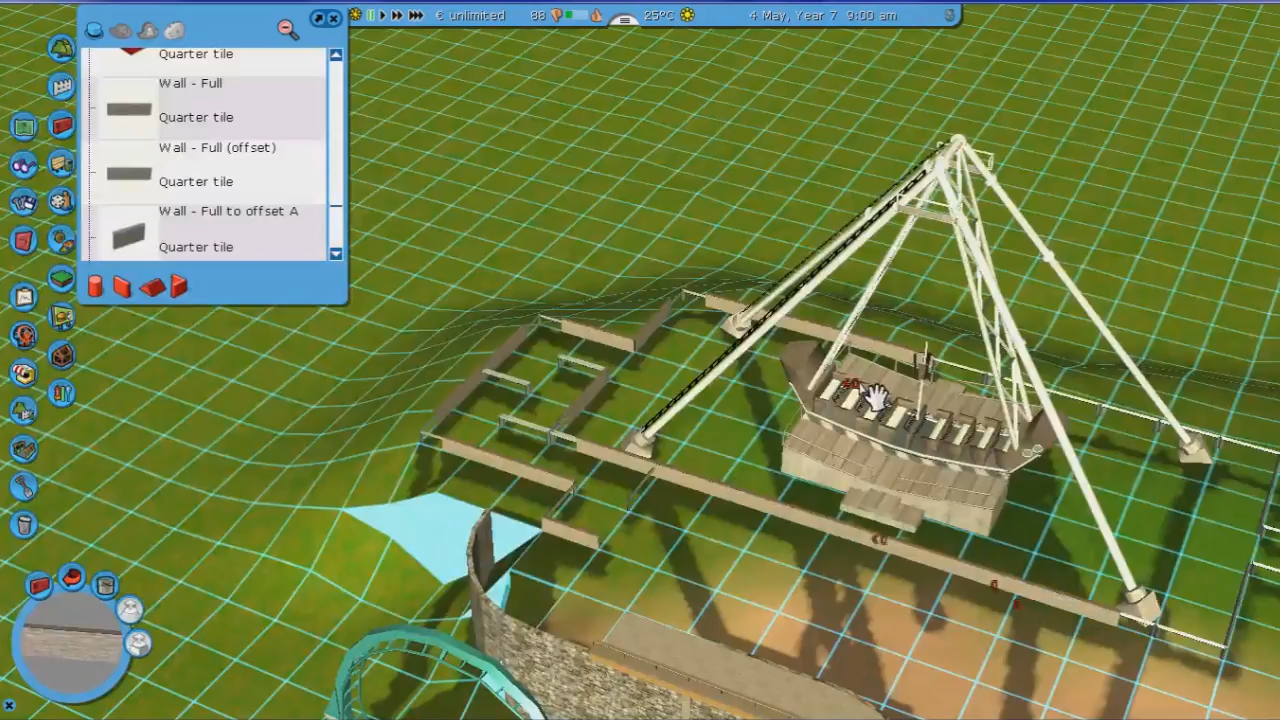 € unlimited 88 25°C 4 May, Year 7 9:00 am
Quarter tile
Wall - Full
Quarter tile
Wall - Full (offset)
Quarter tile
Wall - Full to offset A
Quarter tile